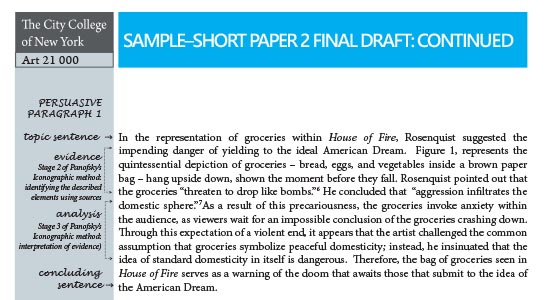 The City College
of New York
Art 21 000
SAMPLE–SHORT PAPER 2 FINAL DRAFT: CONTINUED
PERSUASIVE
PARAGRAPH 1
topic sentence →
evidence
Stage 2 of Panofsky's
Iconographic method:
identifying the described
elements using sources
analysis
Stage 3 of Panofsky's
Iconographic method:
interpretation of evidence)
concluding
sentence →
In the representation of groceries within House of Fire, Rosenquist suggested the
impending danger of yielding to the ideal American Dream. Figure 1, represents the
quintessential depiction of groceries – bread, eggs, and vegetables inside a brown paper
bag – hang upside down, shown the moment before they fall. Rosenquist pointed out that
the groceries “threaten to drop like bombs.”⁶ He concluded that “aggression infiltrates the
domestic sphere.”⁷As a result of this precariousness, the groceries invoke anxiety within
the audience, as viewers wait for an impossible conclusion of the groceries crashing down.
Through this expectation of a violent end, it appears that the artist challenged the common
assumption that groceries symbolize peaceful domesticity; instead, he insinuated that the
idea of standard domesticity in itself is dangerous. Therefore, the bag of groceries seen in
House of Fire serves as a warning of the doom that awaits those that submit to the idea of
the American Dream.